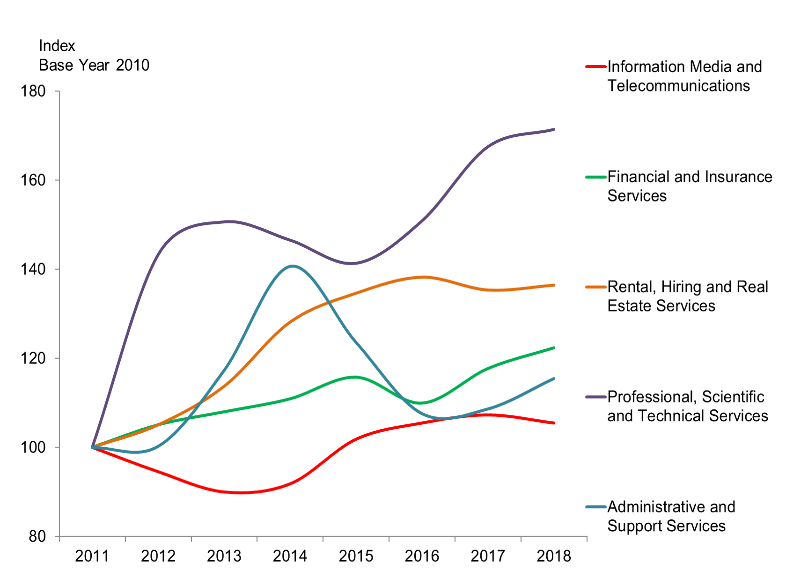 Index
Base Year 2010
180
160
140
120
100
80
2011 2012 2013 2014 2015 2016 2017 2018
Information Media and
Telecommunications
Financial and Insurance
Services
Rental, Hiring and Real
Estate Services
Professional, Scientific
and Technical Services
Administrative and
Support Services